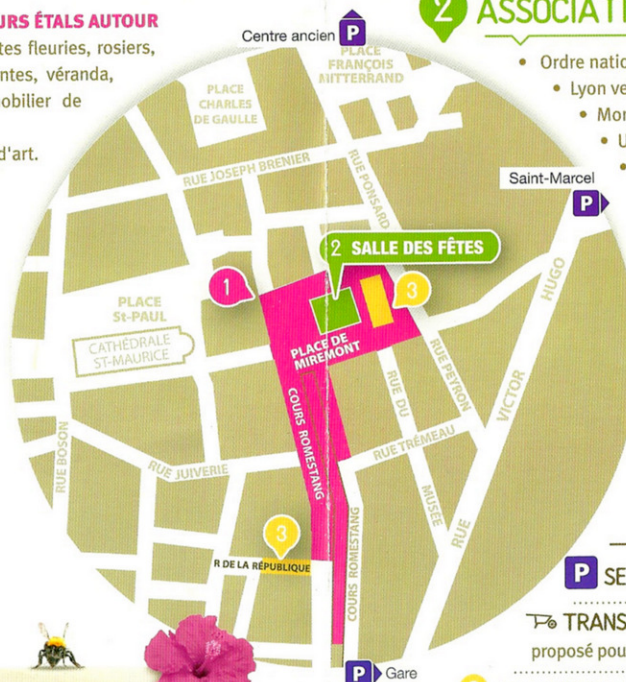 URS ÉTALS AUTOUR
tes fleuries, rosiers,
ntes, véranda,
obilier de
d'art.
Centre ancien P
2 ASSOCIATI
• Ordre natio
• Lyon ve
• Mor
• U
•
PLACE
FRANÇOIS
MITTERRAND
PLACE
CHARLES
DE GAULLE
RUE JOSEPH BRENIER
RUE PONSARD
Saint-Marcel
P
2 SALLE DES FÊTES
1
3
HUGO
PLACE
St-PAUL
CATHÉDRALE
ST-MAURICE
PLACE DE
MIREMONT
RUE PEYRON
RUE DU
MUSÉE
VICTOR
RUE
COURS ROMESTANG
RUE TRÉMEAU
RUE BOSON
RUE JUIVERIE
3
R DE LA RÉPUBLIQUE
COURS ROMESTANG
P SE
TRANS
proposé pou
P Gare